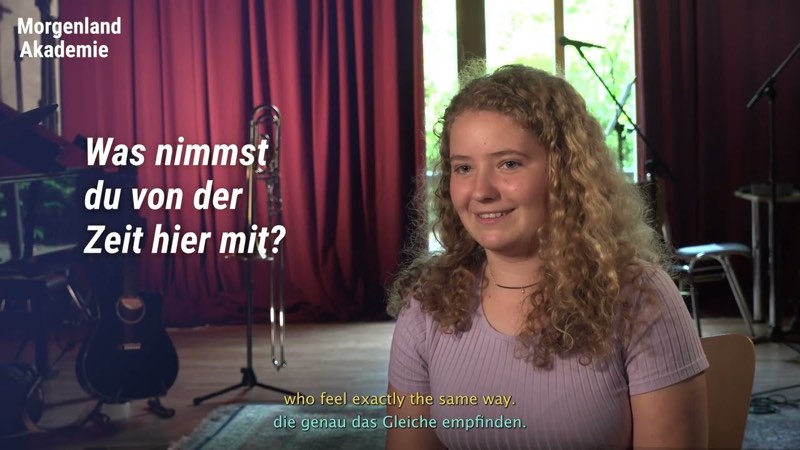 Morgenland
Akademie
Was nimmst
du von der
Zeit hier mit?
who feel exactly the same way.
die genau das Gleiche empfinden.